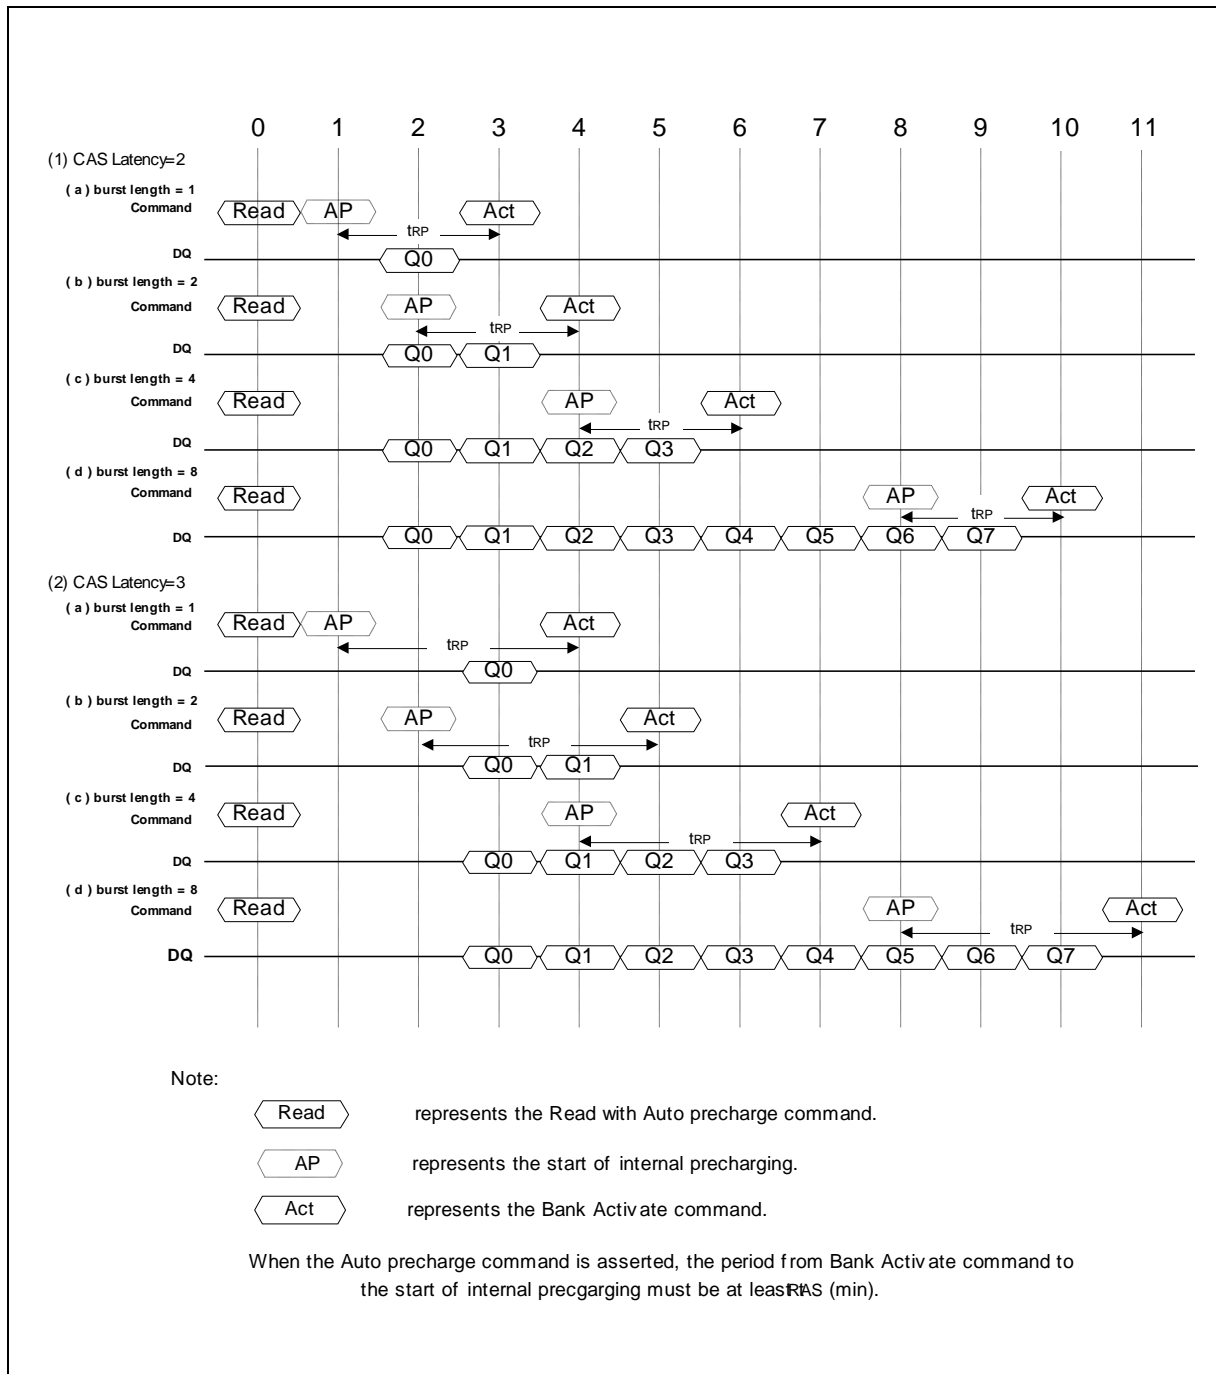 0 1 2 3 4 5 6 7 8 9 10 11
(1) CAS Latency=2
( a ) burst length = 1
Command Read AP Act
tRP
DQ Q0
( b ) burst length = 2
Command Read AP Act
tRP
DQ Q0 Q1
( c ) burst length = 4
Command Read AP Act
tRP
DQ Q0 Q1 Q2 Q3
( d ) burst length = 8
Command Read AP Act
tRP
DQ Q0 Q1 Q2 Q3 Q4 Q5 Q6 Q7
(2) CAS Latency=3
( a ) burst length = 1
Command Read AP Act
tRP
DQ Q0
( b ) burst length = 2
Command Read AP Act
tRP
DQ Q0 Q1
( c ) burst length = 4
Command Read AP Act
tRP
DQ Q0 Q1 Q2 Q3
( d ) burst length = 8
Command Read AP Act
tRP
DQ Q0 Q1 Q2 Q3 Q4 Q5 Q6 Q7
Note:
Read represents the Read with Auto precharge command.
AP represents the start of internal precharging.
Act represents the Bank Activate command.
When the Auto precharge command is asserted, the period from Bank Activate command to
the start of internal precgarging must be at least tRAS (min).